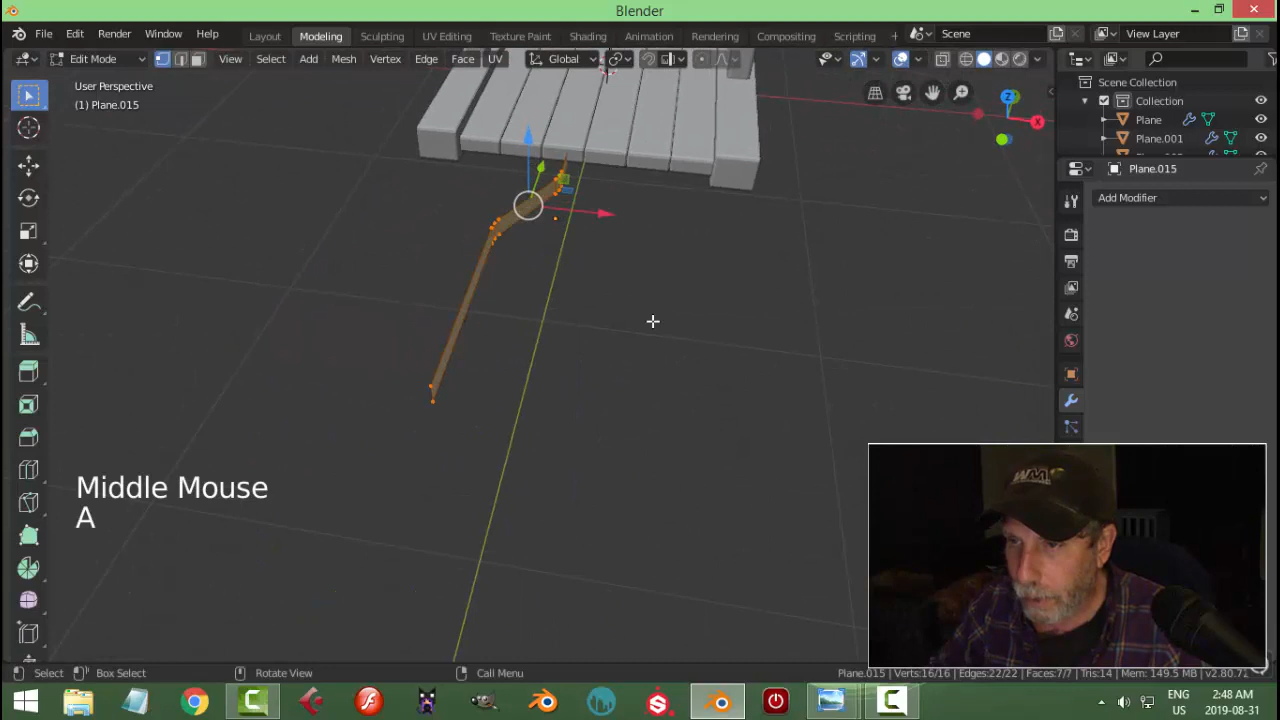 Blender
File Edit Render Window Help Layout Modeling Sculpting UV Editing Texture Paint Shading Animation Rendering Compositing Scripting + Scene View Layer
Edit Mode View Select Add Mesh Vertex Edge Face UV Global
User Perspective
(1) Plane.015
Z
X
Scene Collection
Collection
Plane
Plane.001
Plane.015
Add Modifier
Middle Mouse
A
WM
Select Box Select Rotate View Call Menu Plane.015 | Verts:16/16 | Edges:22/22 | Faces:7/7 | Tris:14 | Mem: 149.5 MB | v2.80.71
ENG
US
2:48 AM
2019-08-31